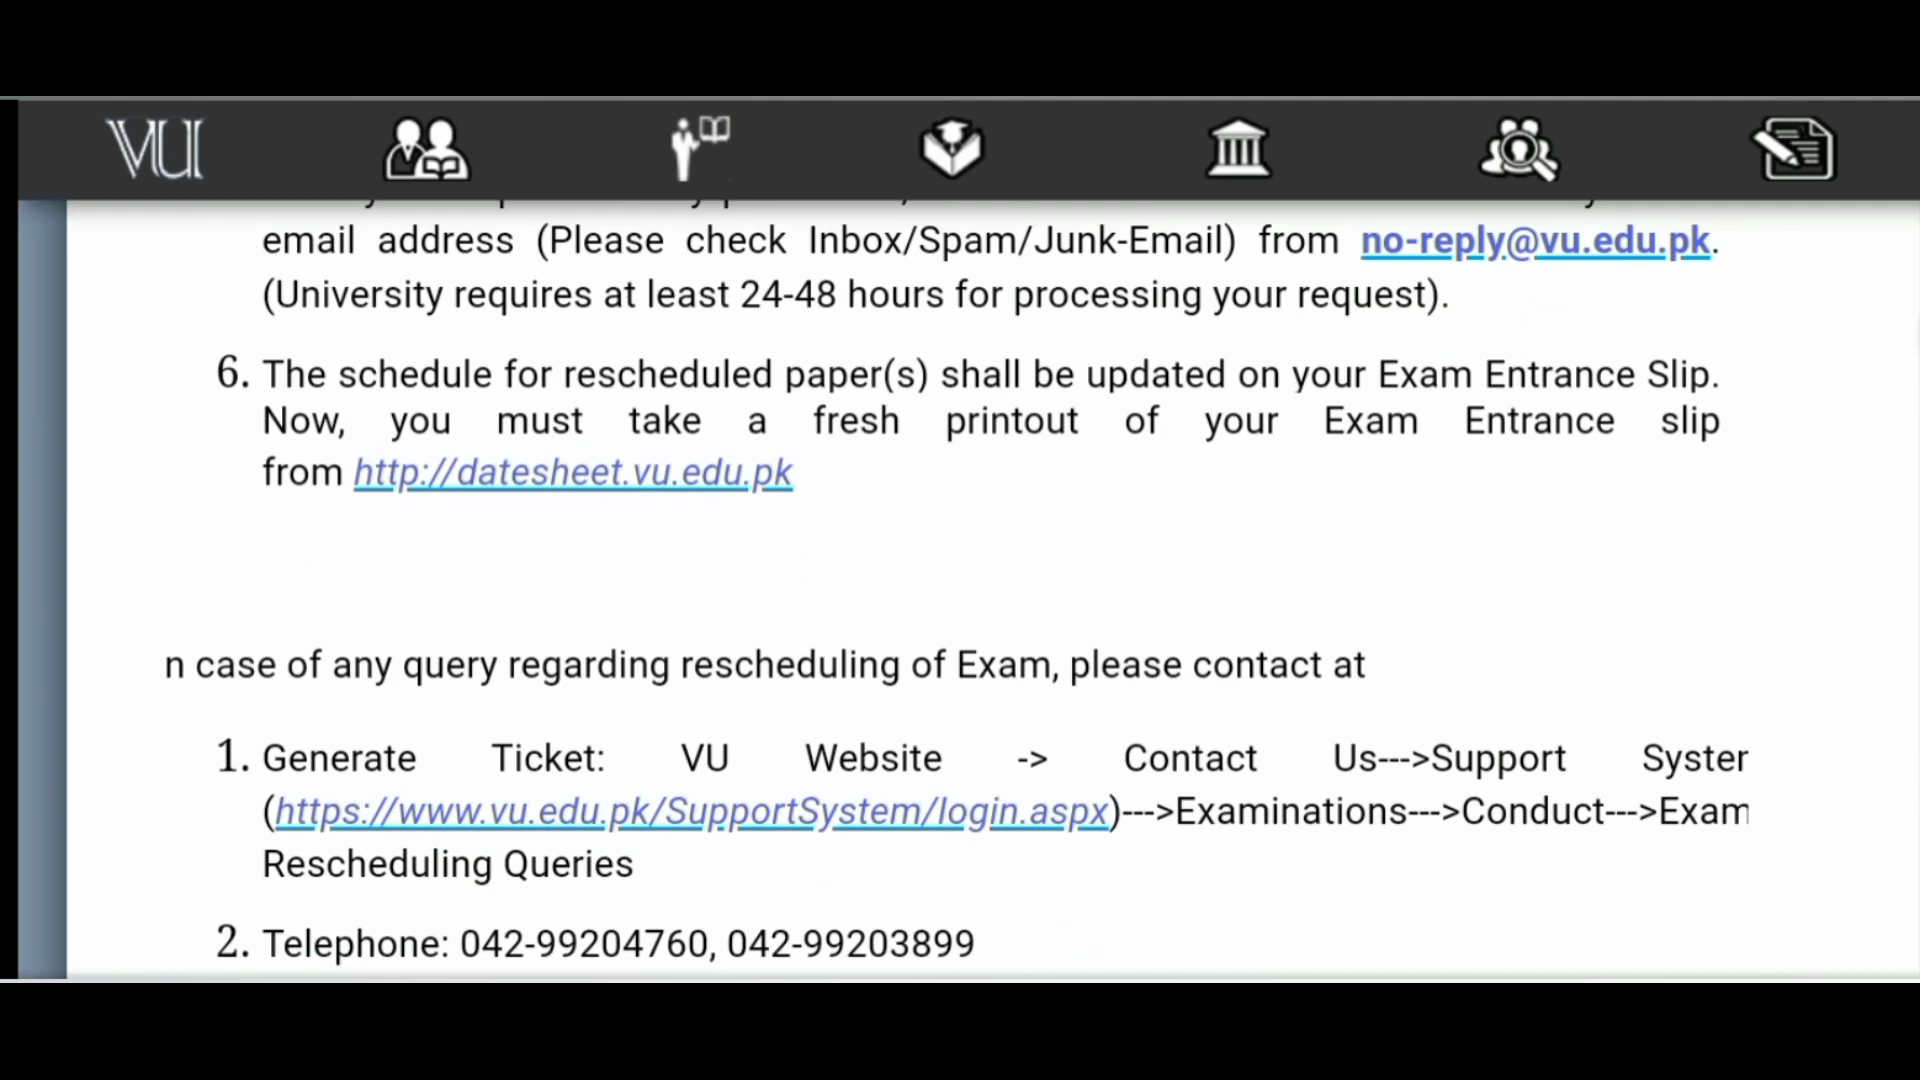 VU
email address (Please check Inbox/Spam/Junk-Email) from no-reply@vu.edu.pk.
(University requires at least 24-48 hours for processing your request).
6. The schedule for rescheduled paper(s) shall be updated on your Exam Entrance Slip.
Now, you must take a fresh printout of your Exam Entrance slip
from http://datesheet.vu.edu.pk
n case of any query regarding rescheduling of Exam, please contact at
1. Generate Ticket: VU Website -> Contact Us--->Support Syster
(https://www.vu.edu.pk/SupportSystem/login.aspx)--->Examinations--->Conduct--->Exam
Rescheduling Queries
2. Telephone: 042-99204760, 042-99203899